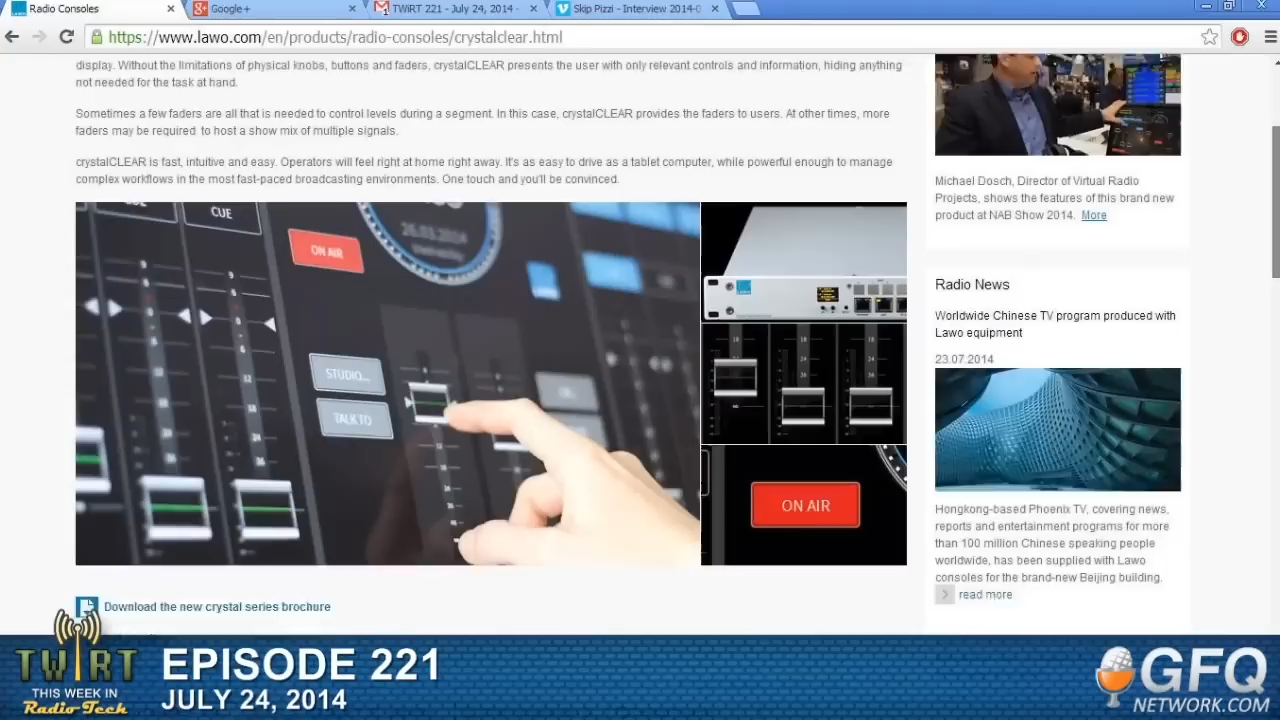 Radio Consoles
Google+
TWiRT 221 - July 24, 2014 -
Skip Pizzi - Interview 2014-0
https://www.lawo.com/en/products/radio-consoles/crystalclear.html
display. Without the limitations of physical knobs, buttons and faders, crystalCLEAR presents the user with only relevant controls and information, hiding anything
not needed for the task at hand.
Sometimes a few faders are all that is needed to control levels during a segment. In this case, crystalCLEAR provides the faders to users. At other times, more
faders may be required to host a show mix of multiple signals.
crystalCLEAR is fast, intuitive and easy. Operators will feel right at home right away. It's as easy to drive as a tablet computer, while powerful enough to manage
complex workflows in the most fast-paced broadcasting environments. One touch and you'll be convinced.
CUE
ON AIR
STUDIO...
TALK TO
ON AIR
Download the new crystal series brochure
Michael Dosch, Director of Virtual Radio
Projects, shows the features of this brand new
product at NAB Show 2014. More
Radio News
Worldwide Chinese TV program produced with
Lawo equipment
23.07.2014
Hongkong-based Phoenix TV, covering news,
reports and entertainment programs for more
than 100 million Chinese speaking people
worldwide, has been supplied with Lawo
consoles for the brand-new Beijing building.
read more
TWIRT
THIS WEEK IN
Radio Tech
EPISODE 221
JULY 24, 2014
GFQ
NETWORK.COM